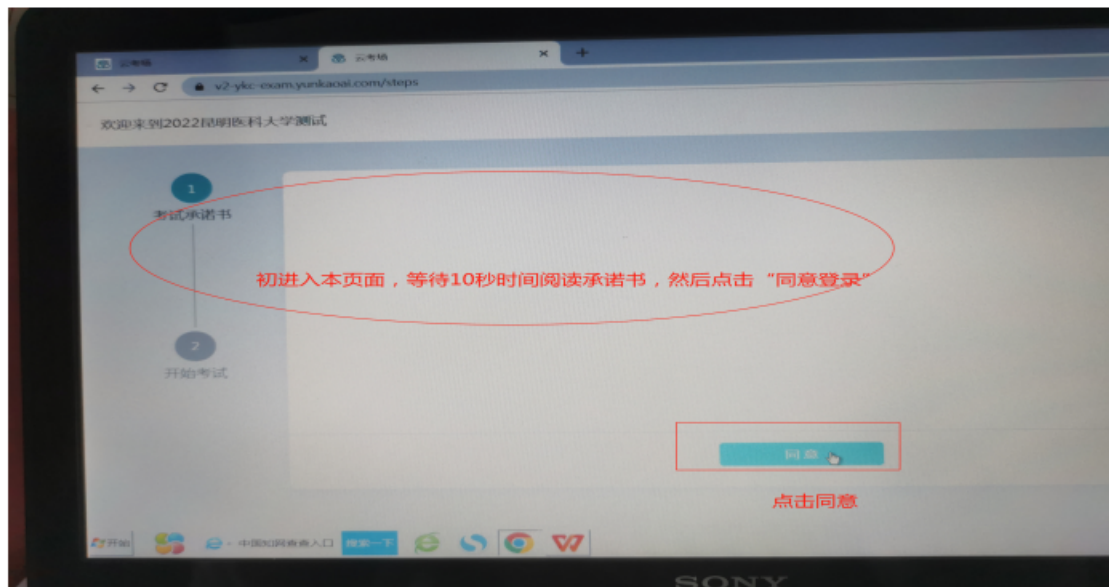 云考场
云考场
v2-ykc-exam.yunkaoai.com/steps
欢迎来到2022昆明医科大学测试
1
考试承诺书
初进入本页面，等待10秒时间阅读承诺书，然后点击“同意登录”
2
开始考试
同意
点击同意
开始
中国知网查查入口
搜索一下
SONY